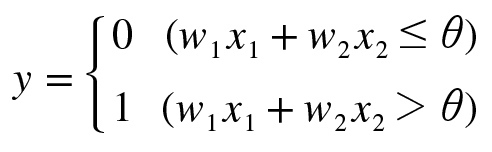 y = { 0 (w₁x₁ + w₂x₂ ≤ θ)
1 (w₁x₁ + w₂x₂ > θ)